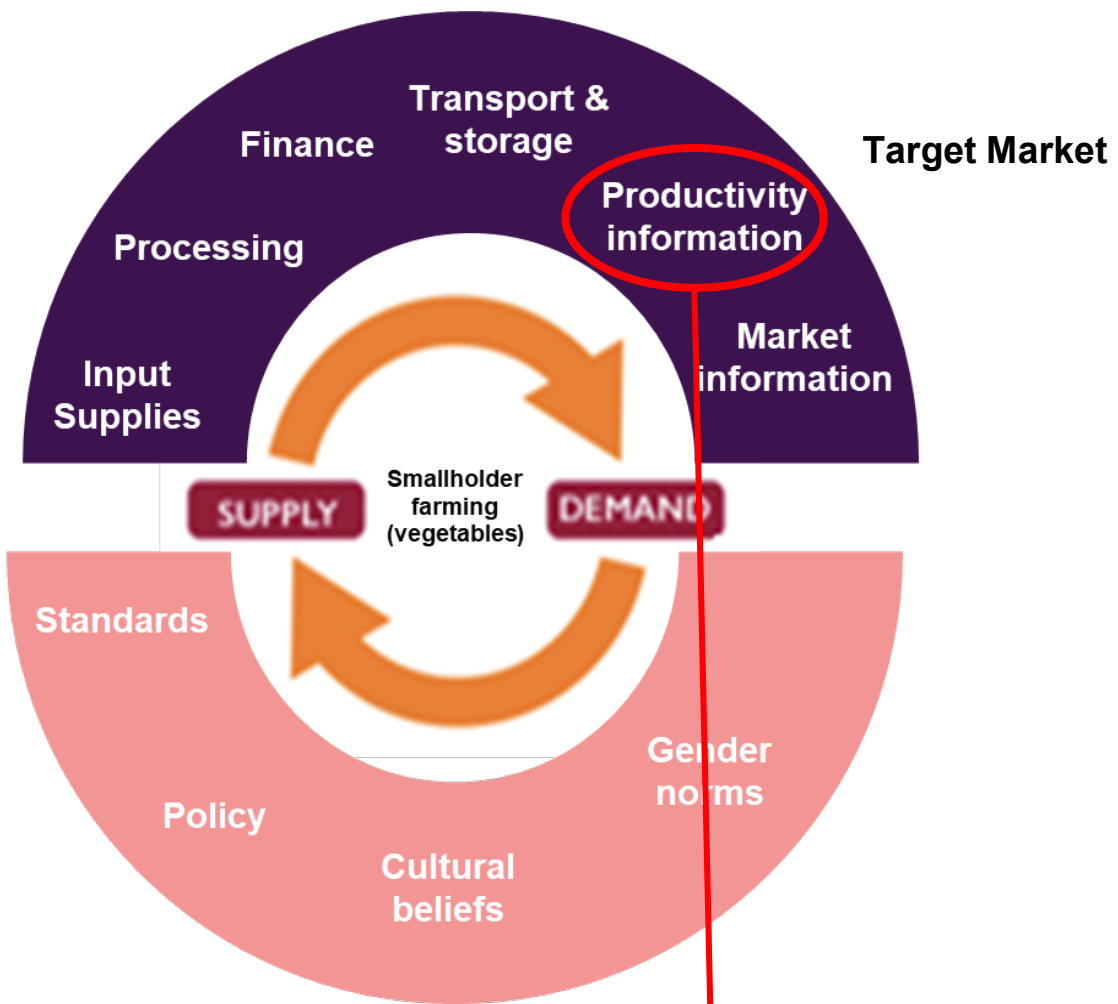 Transport &
storage
Finance
Target Market
Productivity
information
Processing
Market
information
Input
Supplies
Smallholder
farming
(vegetables)
SUPPLY
DEMAND
Standards
Gender
norms
Policy
Cultural
beliefs